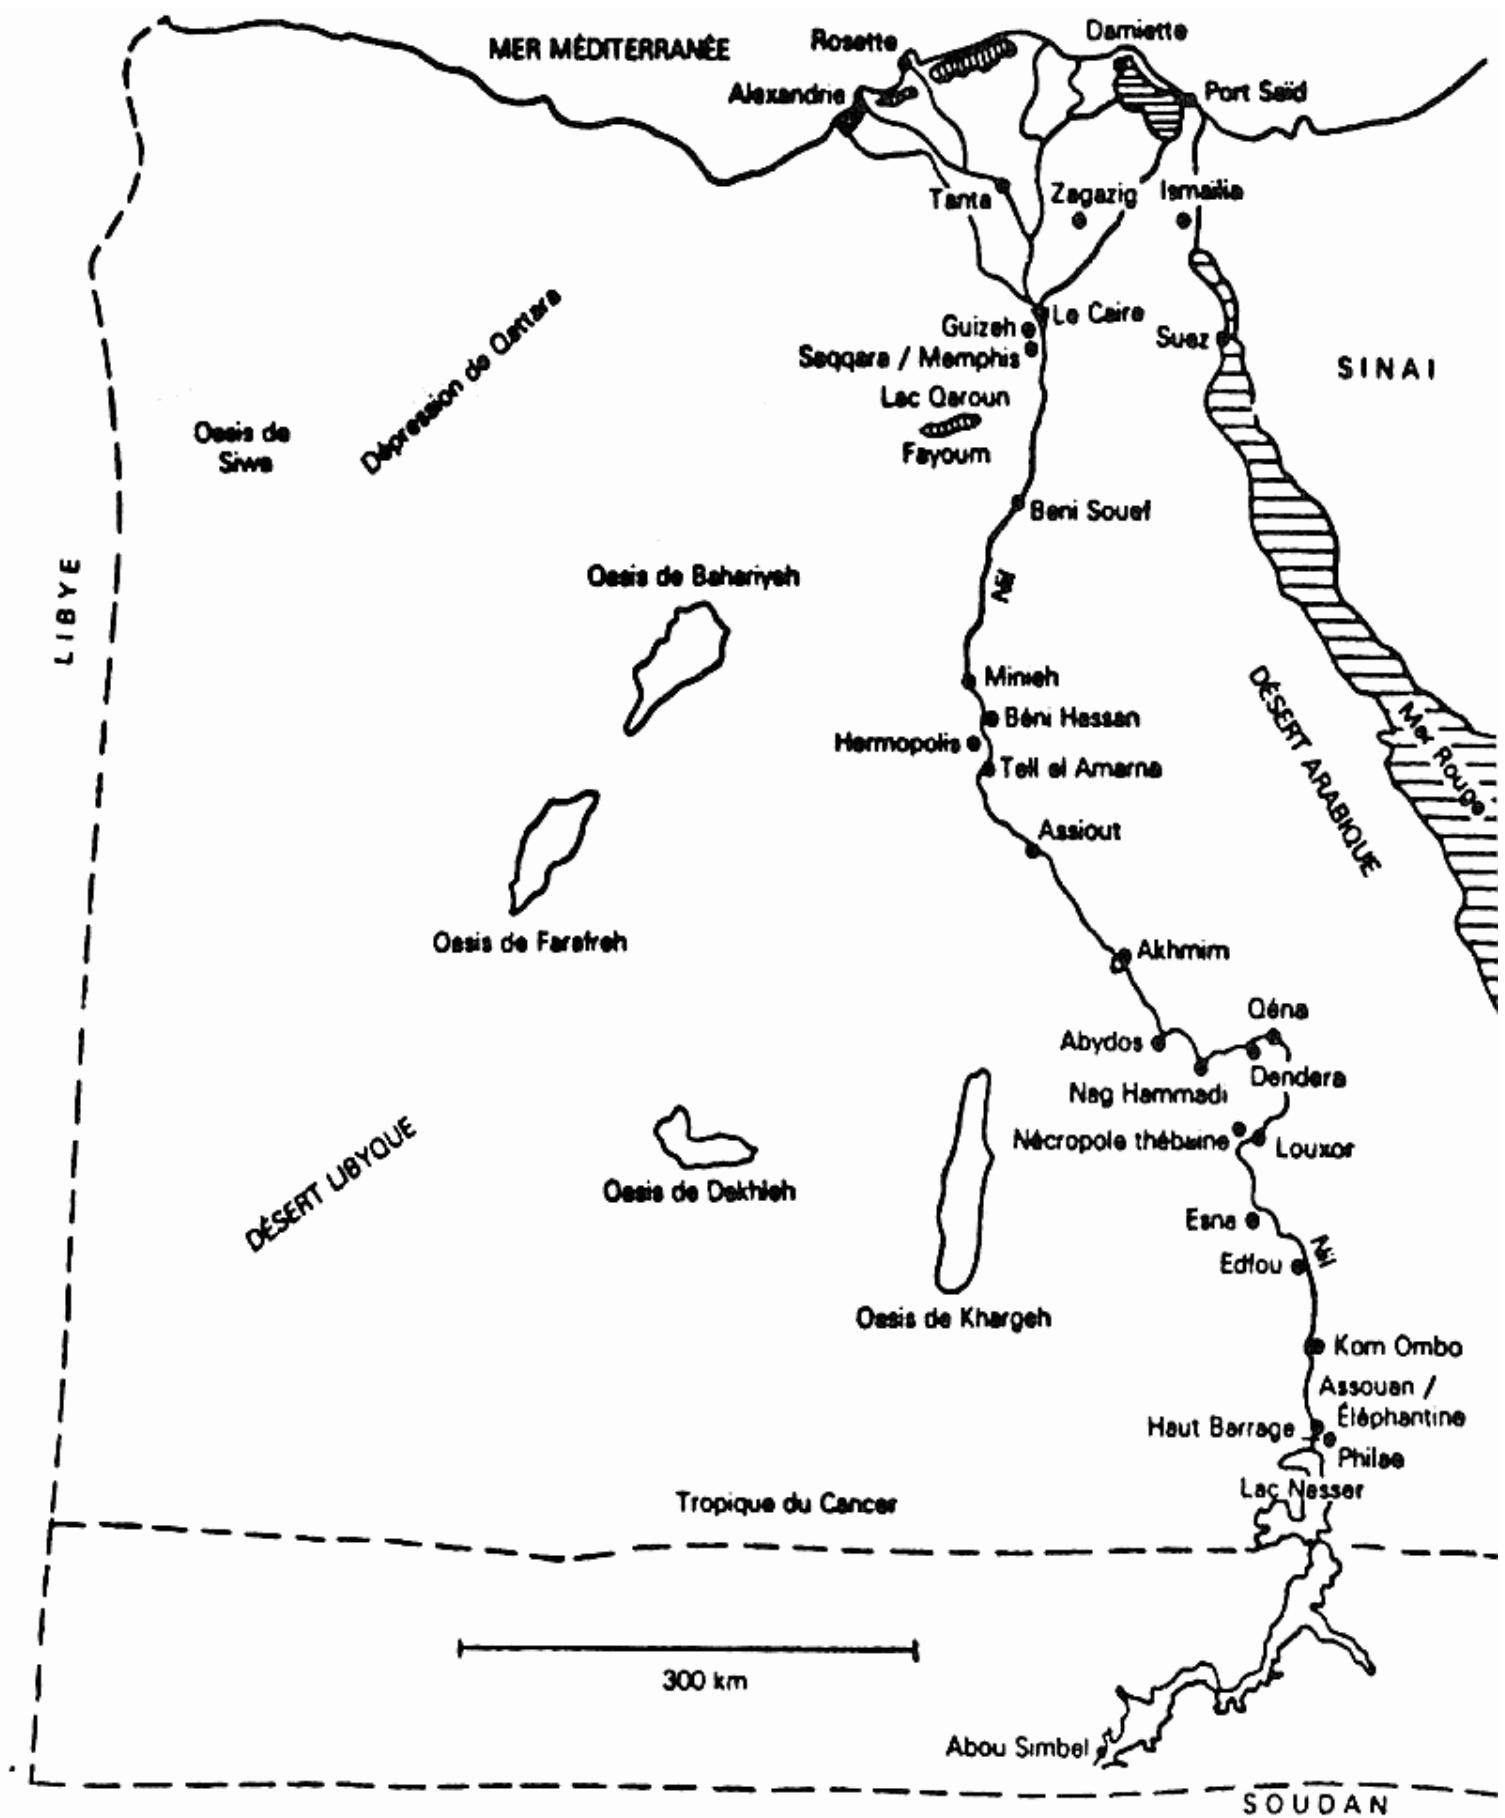 MER MÉDITERRANÉE
Rosette
Damiette
Alexandrie
Port Saïd
Tanta
Zagazig
Ismaïlia
Le Caire
Guizeh
Suez
Saqqara / Memphis
SINAI
Lac Qaroun
Fayoum
Dépression de Qattara
Oasis de
Siwa
Beni Souef
LIBYE
Nil
Oasis de Bahariyeh
Minieh
Béni Hassan
Hermopolis
Tell el Amarna
DÉSERT ARABIQUE
Mer Rouge
Assiout
Oasis de Farafreh
Akhmim
Qéna
Abydos
Dendera
Nag Hammadi
Nécropole thébaine
Louxor
DÉSERT LIBYQUE
Oasis de Dakhleh
Esna
Nil
Edfou
Oasis de Khargeh
Kom Ombo
Assouan /
Éléphantine
Haut Barrage
Philae
Lac Nasser
Tropique du Cancer
300 km
Abou Simbel
SOUDAN